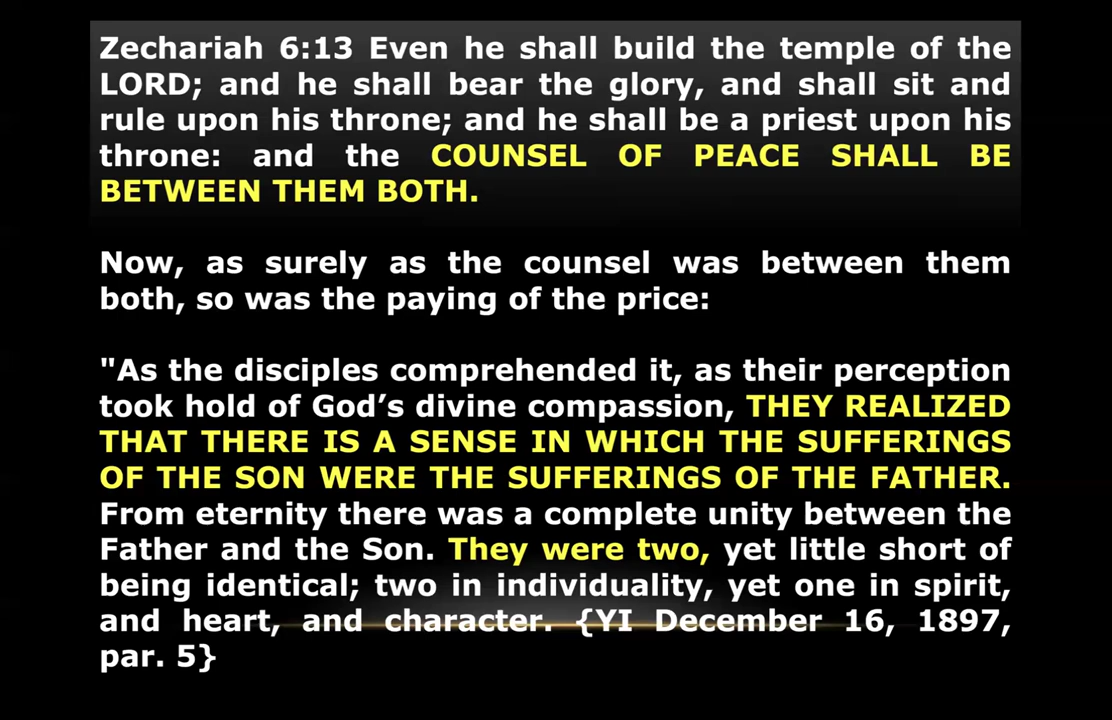 Zechariah 6:13 Even he shall build the temple of the
LORD; and he shall bear the glory, and shall sit and
rule upon his throne; and he shall be a priest upon his
throne: and the COUNSEL OF PEACE SHALL BE
BETWEEN THEM BOTH.
Now, as surely as the counsel was between them
both, so was the paying of the price:
"As the disciples comprehended it, as their perception
took hold of God’s divine compassion, THEY REALIZED
THAT THERE IS A SENSE IN WHICH THE SUFFERINGS
OF THE SON WERE THE SUFFERINGS OF THE FATHER.
From eternity there was a complete unity between the
Father and the Son. They were two, yet little short of
being identical; two in individuality, yet one in spirit,
and heart, and character. {YI December 16, 1897,
par. 5}